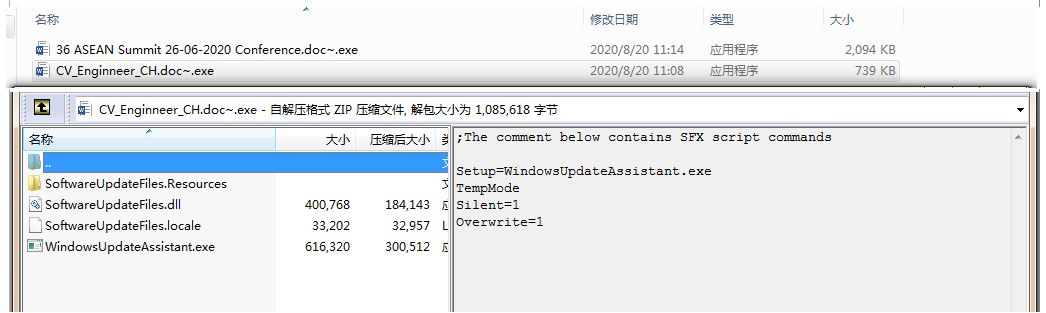 名称 修改日期 类型 大小
36 ASEAN Summit 26-06-2020 Conference.doc~.exe 2020/8/20 11:14 应用程序 2,094 KB
CV_Enginneer_CH.doc~.exe 2020/8/20 11:08 应用程序 739 KB
CV_Enginneer_CH.doc~.exe - 自解压格式 ZIP 压缩文件, 解包大小为 1,085,618 字节
名称 大小 压缩后大小
..
SoftwareUpdateFiles.Resources
SoftwareUpdateFiles.dll 400,768 184,143
SoftwareUpdateFiles.locale 33,202 32,957 L
WindowsUpdateAssistant.exe 616,320 300,512
;The comment below contains SFX script commands
Setup=WindowsUpdateAssistant.exe
TempMode
Silent=1
Overwrite=1